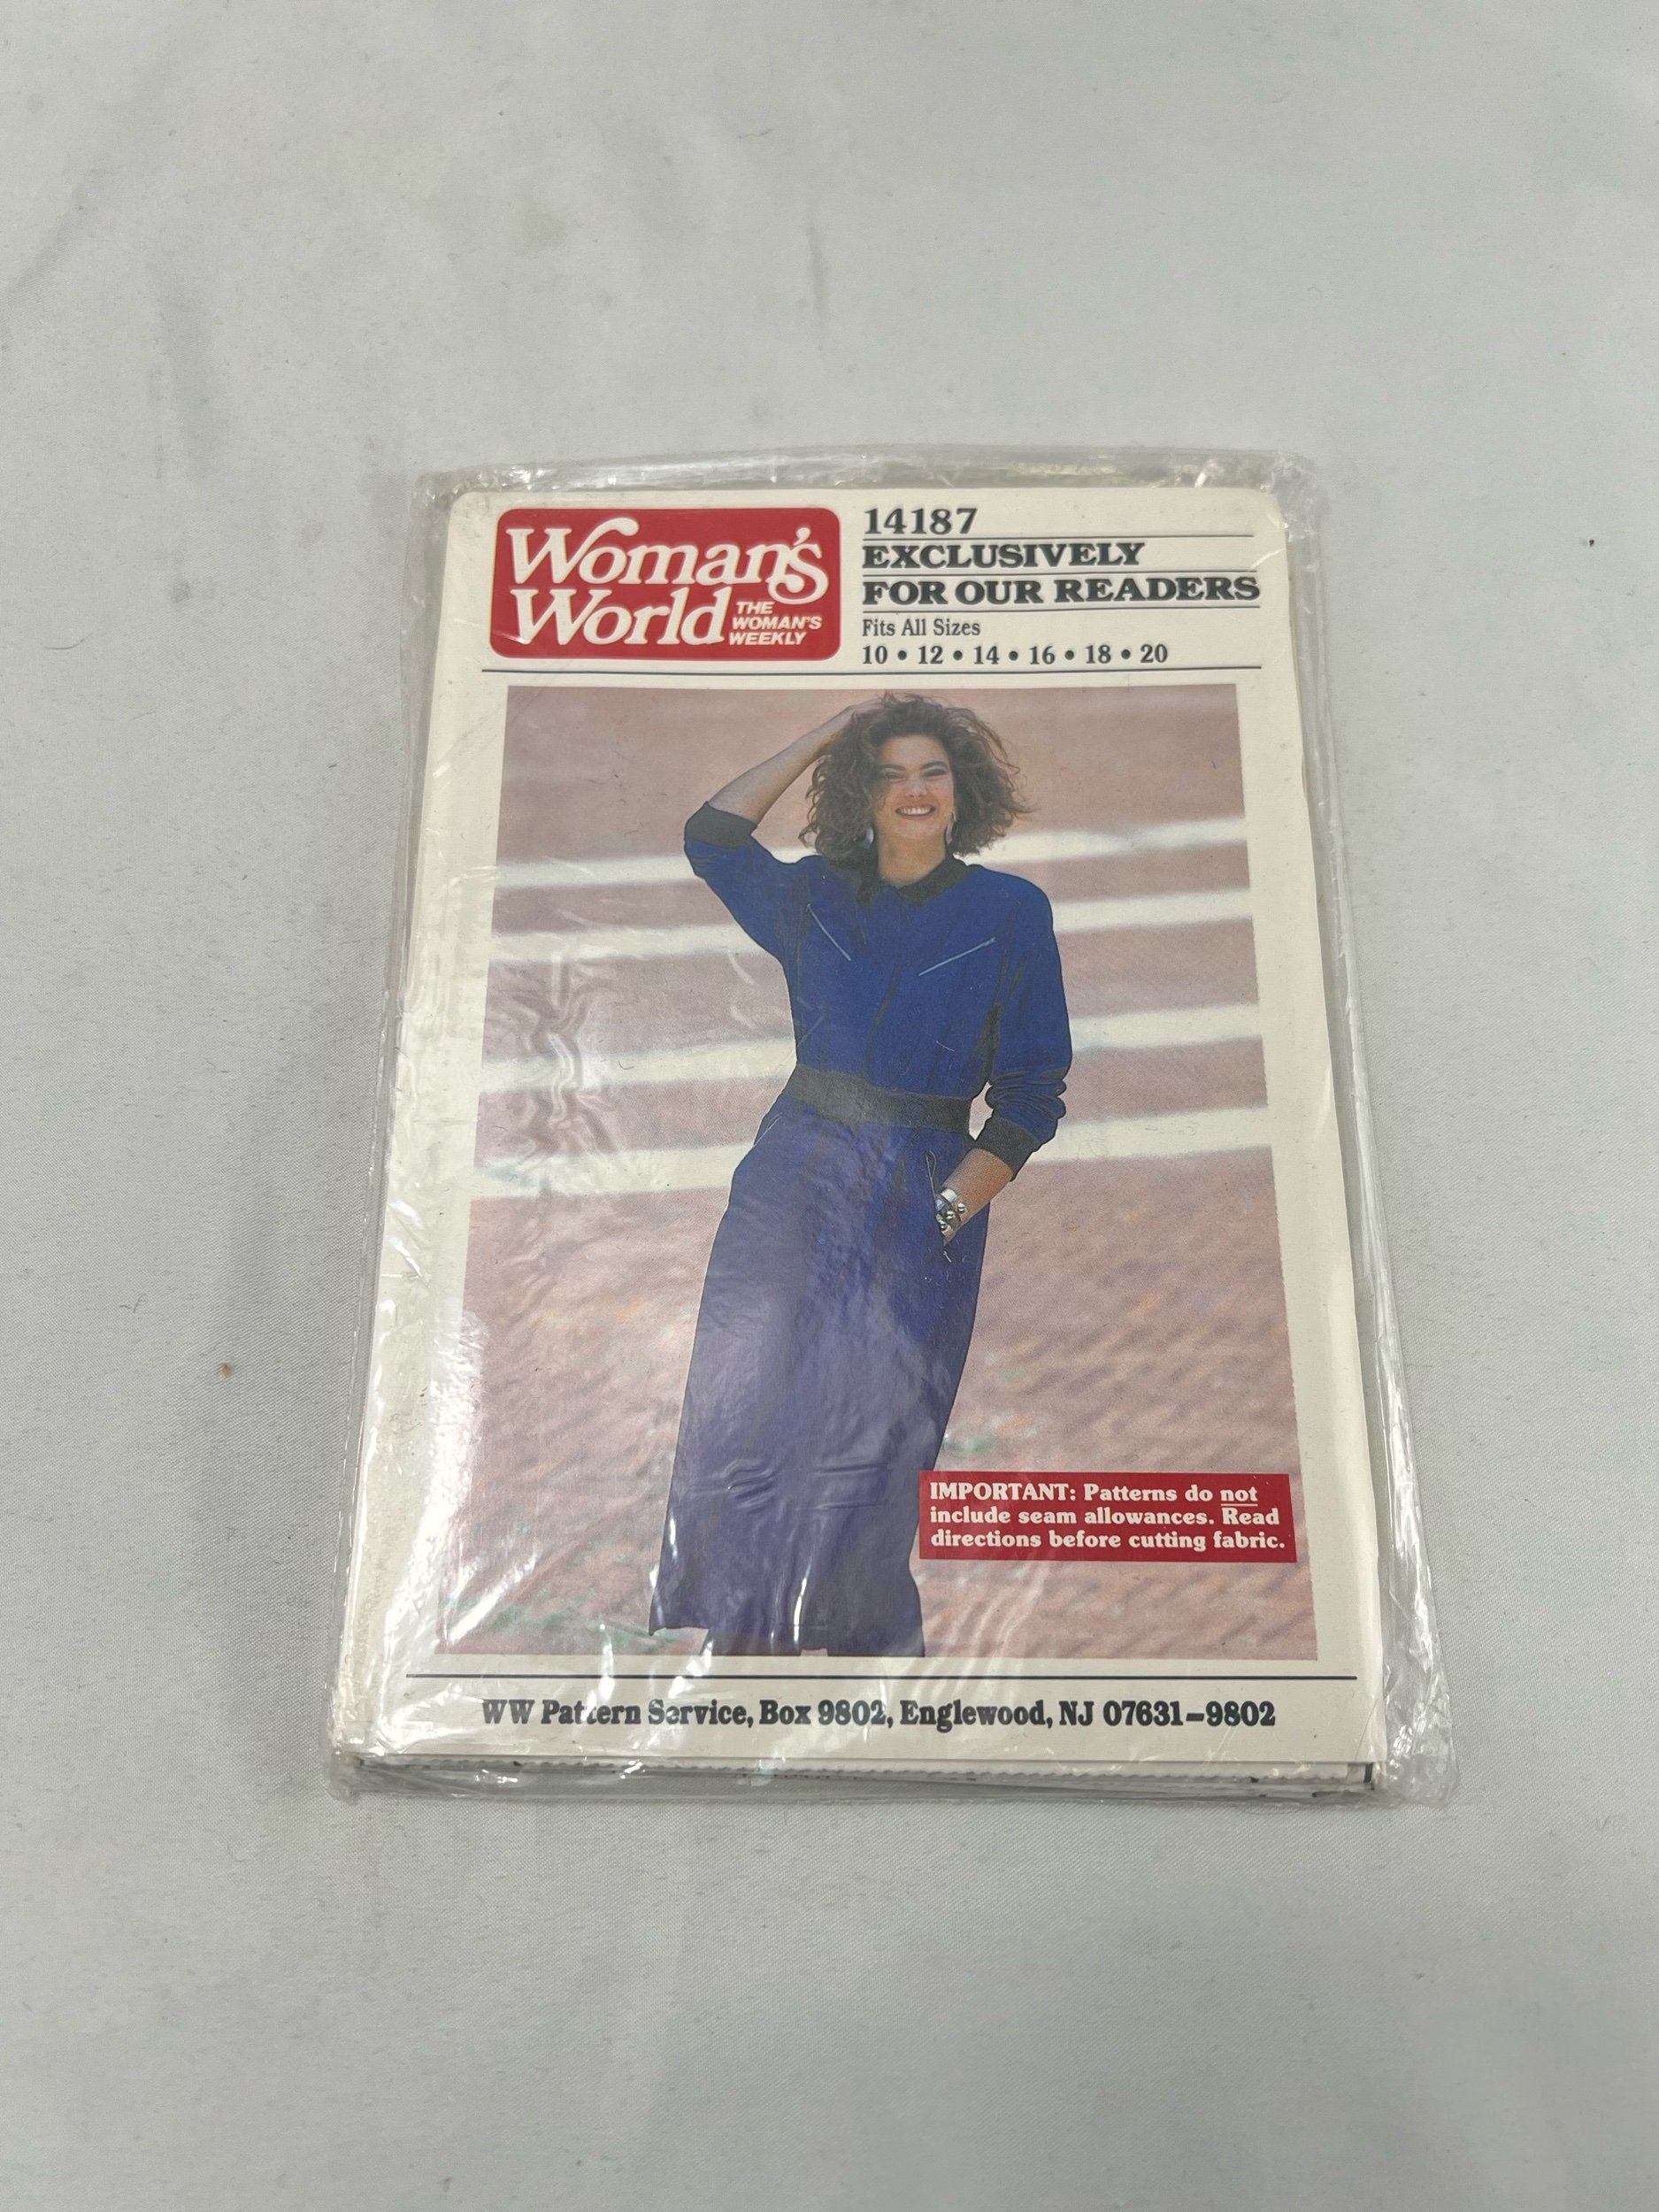 Woman's
World
THE
WOMAN'S
WEEKLY
14187
EXCLUSIVELY
FOR OUR READERS
Fits All Sizes
10 • 12 • 14 • 16 • 18 • 20
IMPORTANT: Patterns do not
include seam allowances. Read
directions before cutting fabric.
WW Pattern Service, Box 9802, Englewood, NJ 07631–9802